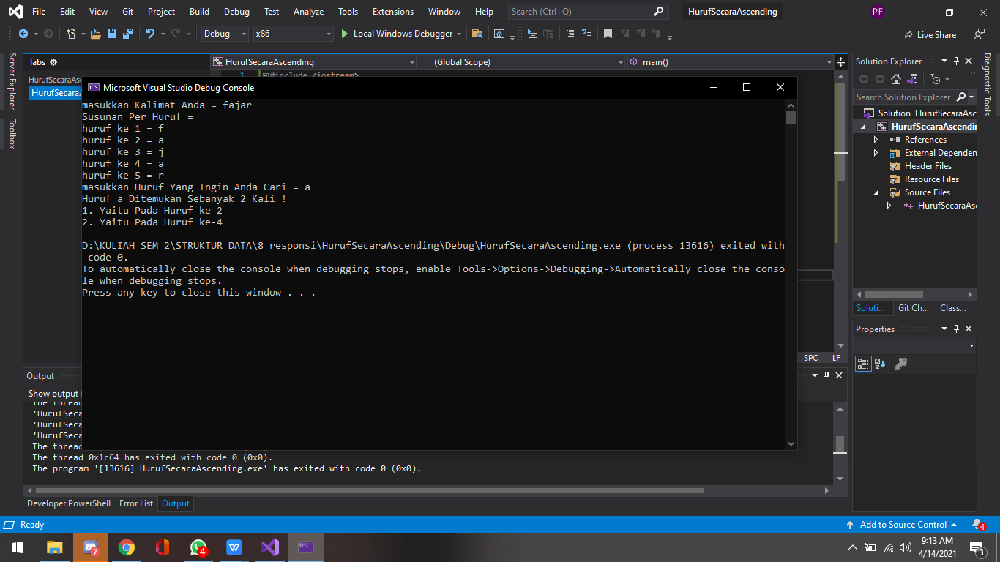 File Edit View Git Project Build Debug Test Analyze Tools Extensions Window Help Search (Ctrl+Q) HurufSecaraAscending PF
Debug x86 Local Windows Debugger Live Share
Server Explorer
Toolbox
Tabs
HurufSecaraAscending (Global Scope) main()
1 #include <iostream>
Microsoft Visual Studio Debug Console
masukkan Kalimat Anda = fajar
Susunan Per Huruf =
huruf ke 1 = f
huruf ke 2 = a
huruf ke 3 = j
huruf ke 4 = a
huruf ke 5 = r
masukkan Huruf Yang Ingin Anda Cari = a
Huruf a Ditemukan Sebanyak 2 Kali !
1. Yaitu Pada Huruf ke-2
2. Yaitu Pada Huruf ke-4
D:\KULIAH SEM 2\STRUKTUR DATA\8 responsi\HurufSecaraAscending\Debug\HurufSecaraAscending.exe (process 13616) exited with
code 0.
To automatically close the console when debugging stops, enable Tools->Options->Debugging->Automatically close the conso
le when debugging stops.
Press any key to close this window . . .
SPC LF
Solution Explorer
Search Solution Explorer
Solution 'HurufSecaraAsc
HurufSecaraAscendin
References
External Dependen
Header Files
Resource Files
Source Files
HurufSecaraAsc
Soluti... Git Ch... Class...
Diagnostic Tools
Properties
Output
Show output
The thread
'HurufSeca
'HurufSeca
'HurufSeca
The thread
The thread 0x1c64 has exited with code 0 (0x0).
The program '[13616] HurufSecaraAscending.exe' has exited with code 0 (0x0).
Developer PowerShell Error List Output
Ready Add to Source Control 4
7 4 W
9:13 AM
4/14/2021
3